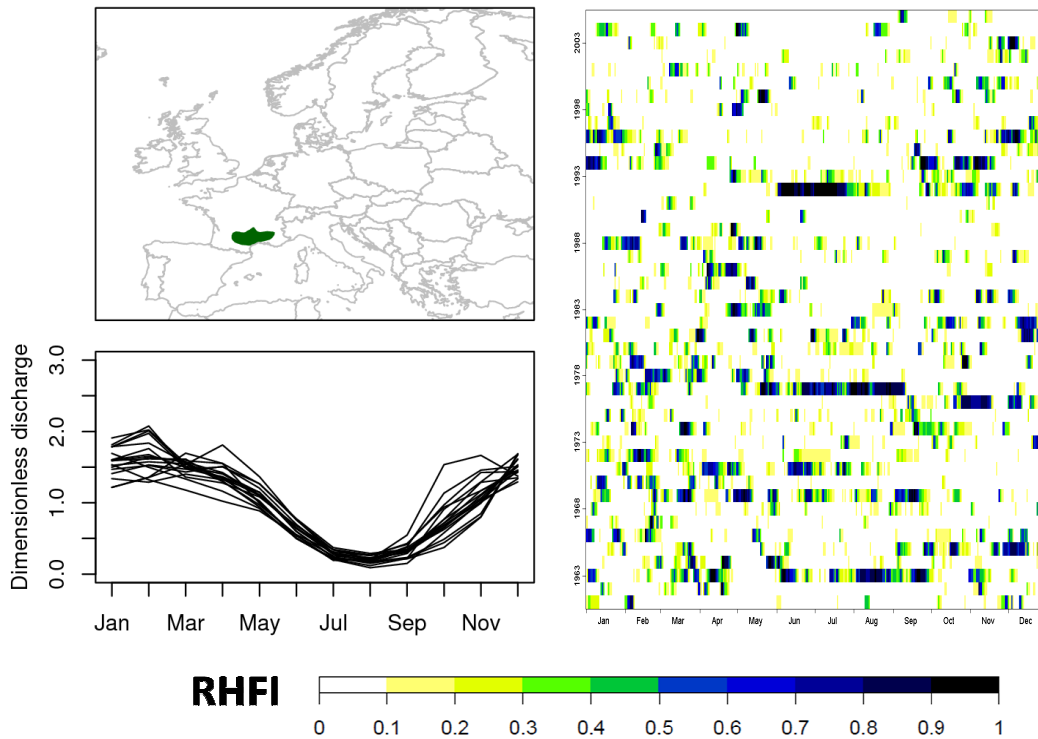 2003
1998
1993
1988
1983
1978
1973
1968
1963
Jan Feb Mar Apr May Jun Jul Aug Sep Oct Nov Dec
Dimensionless discharge
3.0
2.0
1.0
0.0
Jan Mar May Jul Sep Nov
RHFI
0 0.1 0.2 0.3 0.4 0.5 0.6 0.7 0.8 0.9 1